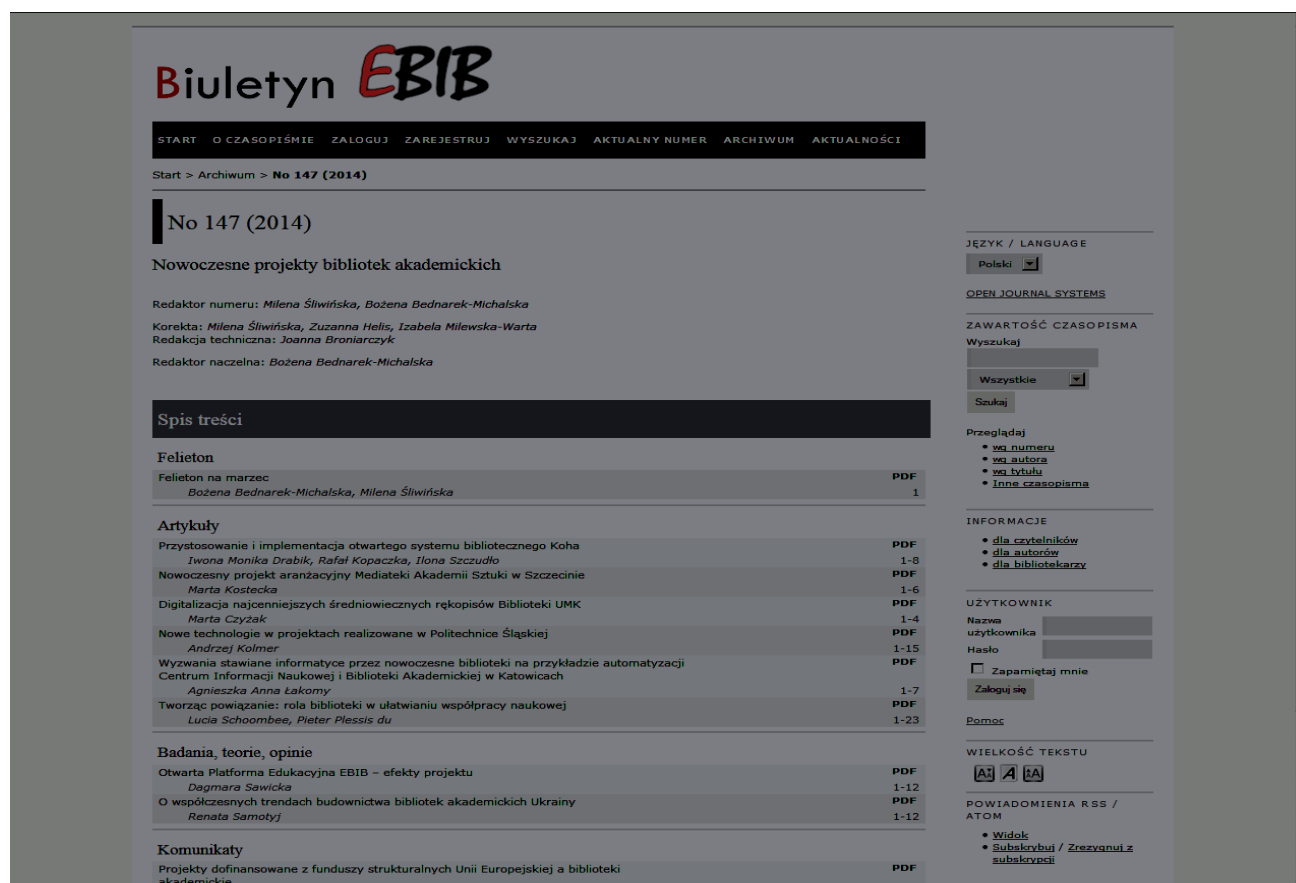 Biuletyn EBIB
START O CZASOPIŚMIE ZALOGUJ ZAREJESTRUJ WYSZUKAJ AKTUALNY NUMER ARCHIWUM AKTUALNOŚCI
Start > Archiwum > No 147 (2014)
No 147 (2014)
Nowoczesne projekty bibliotek akademickich
Redaktor numeru: Milena Śliwińska, Bożena Bednarek-Michalska
Korekta: Milena Śliwińska, Zuzanna Helis, Izabela Milewska-Warta
Redakcja techniczna: Joanna Broniarczyk
Redaktor naczelna: Bożena Bednarek-Michalska
Spis treści
Felieton
Felieton na marzec PDF
Bożena Bednarek-Michalska, Milena Śliwińska 1
Artykuły
Przystosowanie i implementacja otwartego systemu bibliotecznego Koha PDF
Iwona Monika Drabik, Rafał Kopaczka, Ilona Szczudło 1-8
Nowoczesny projekt aranżacyjny Mediateki Akademii Sztuki w Szczecinie PDF
Marta Kostecka 1-6
Digitalizacja najcenniejszych średniowiecznych rękopisów Biblioteki UMK PDF
Marta Czyżak 1-4
Nowe technologie w projektach realizowane w Politechnice Śląskiej PDF
Andrzej Kolmer 1-15
Wyzwania stawiane informatyce przez nowoczesne biblioteki na przykładzie automatyzacji PDF
Centrum Informacji Naukowej i Biblioteki Akademickiej w Katowicach
Agnieszka Anna Łakomy 1-7
Tworząc powiązanie: rola biblioteki w ułatwianiu współpracy naukowej PDF
Lucia Schoombee, Pieter Plessis du 1-23
Badania, teorie, opinie
Otwarta Platforma Edukacyjna EBIB – efekty projektu PDF
Dagmara Sawicka 1-12
O współczesnych trendach budownictwa bibliotek akademickich Ukrainy PDF
Renata Samotyj 1-12
Komunikaty
Projekty dofinansowane z funduszy strukturalnych Unii Europejskiej a biblioteki PDF
akademickie
JĘZYK / LANGUAGE
Polski
OPEN JOURNAL SYSTEMS
ZAWARTOŚĆ CZASOPISMA
Wyszukaj
Wszystkie
Szukaj
Przeglądaj
wg numeru
wg autora
wg tytułu
Inne czasopisma
INFORMACJE
dla czytelników
dla autorów
dla bibliotekarzy
UŻYTKOWNIK
Nazwa
użytkownika
Hasło
Zapamiętaj mnie
Zaloguj się
Pomoc
WIELKOŚĆ TEKSTU
A A A
POWIADOMIENIA RSS /
ATOM
Widok
Subskrybuj / Zrezygnuj z
subskrypcji